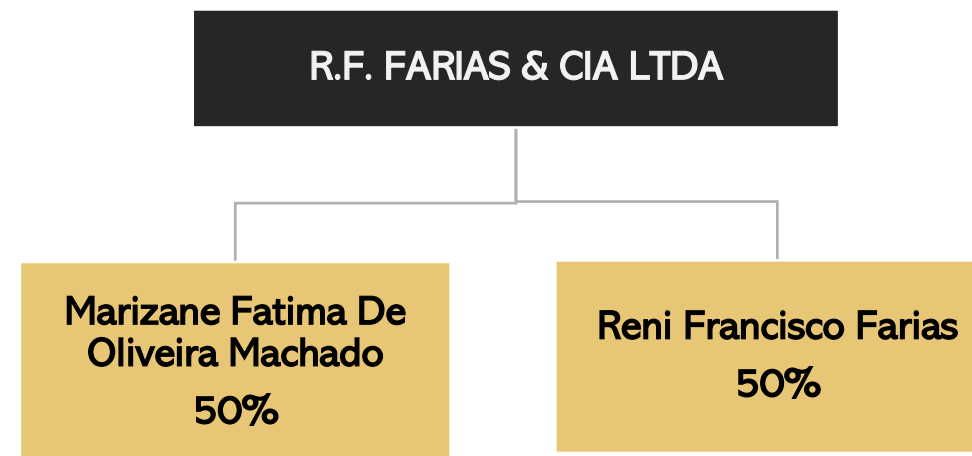 R.F. FARIAS & CIA LTDA
Marizane Fatima De
Oliveira Machado
50%
Reni Francisco Farias
50%